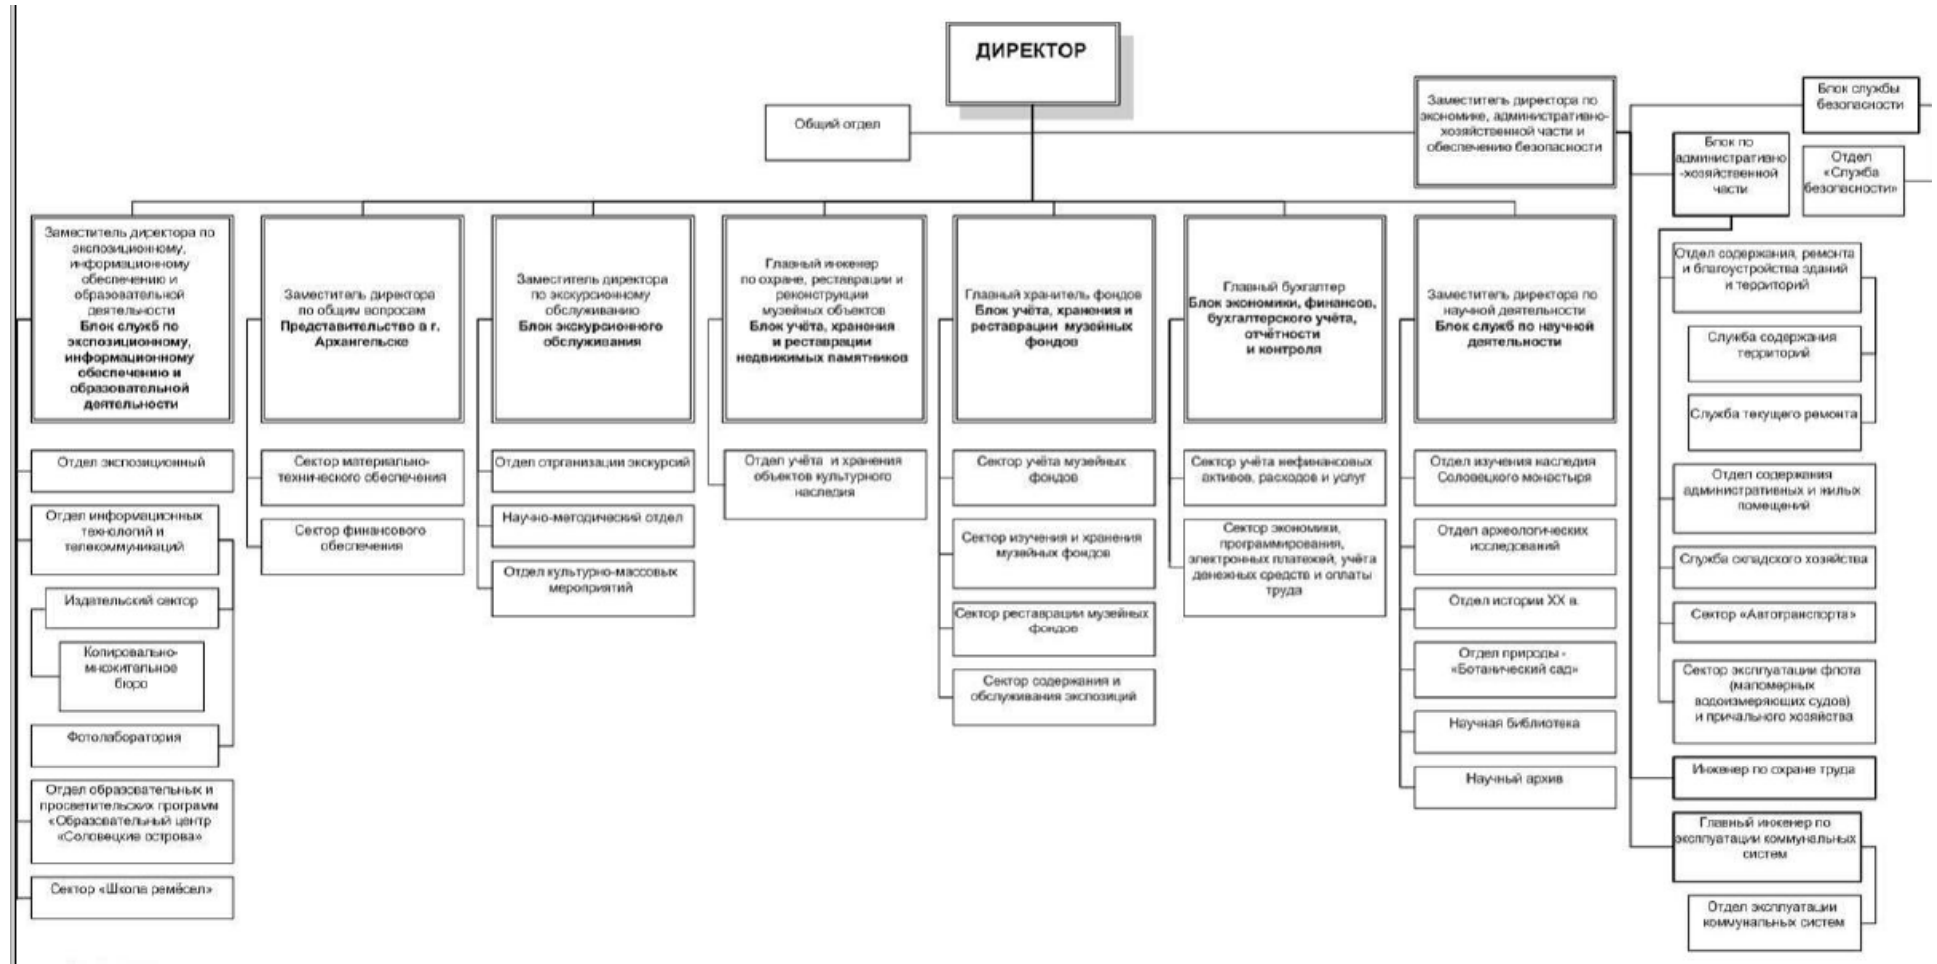 ДИРЕКТОР
Общий отдел
Заместитель директора по
экономике, административно-
хозяйственной части и
обеспечению безопасности
Блок службы
безопасности
Блок по
административно
-хозяйственной
части
Отдел
«Служба
безопасности»
Заместитель директора по
экспозиционному,
информационному
обеспечению и
образовательной
деятельности
Блок служб по
экспозиционному,
информационному
обеспечению и
образовательной
деятельности
Заместитель директора
по общим вопросам
Представительство в г.
Архангельске
Заместитель директора
по экскурсионному
обслуживанию
Блок экскурсионного
обслуживания
Главный инженер
по охране, реставрации и
реконструкции
музейных объектов
Блок учёта, хранения
и реставрации
недвижимых памятников
Главный хранитель фондов
Блок учёта, хранения и
реставрации музейных
фондов
Главный бухгалтер
Блок экономики, финансов,
бухгалтерского учёта,
отчётности
и контроля
Заместитель директора по
научной деятельности
Блок служб по научной
деятельности
Отдел экспозиционный
Отдел информационных
технологий и
телекоммуникаций
Издательский сектор
Копировально-
множительное
бюро
Фотолаборатория
Отдел образовательных и
просветительских программ
«Образовательный центр
«Соловецкие острова»
Сектор «Школа ремёсел»
Сектор материально-
технического обеспечения
Сектор финансового
обеспечения
Отдел отрганизации экскурсий
Научно-методический отдел
Отдел культурно-массовых
мероприятий
Отдел учёта и хранения
объектов культурного
наследия
Сектор учёта музейных
фондов
Сектор изучения и хранения
музейных фондов
Сектор реставрации музейных
фондов
Сектор содержания и
обслуживания экспозиций
Сектор учёта нефинансовых
активов, расходов и услуг
Сектор экономики,
программирования,
электронных платежей, учёта
денежных средств и оплаты
труда
Отдел изучения наследия
Соловецкого монастыря
Отдел археологических
исследований
Отдел истории XX в.
Отдел природы -
«Ботанический сад»
Научная библиотека
Научный архив
Отдел содержания, ремонта
и благоустройства зданий
и территорий
Служба содержания
территорий
Служба текущего ремонта
Отдел содержания
административных и жилых
помещений
Служба складского хозяйства
Сектор «Автотранспорта»
Сектор эксплуатации флота
(маломерных
водоизмеряющих судов)
и причального хозяйства
Инженер по охране труда
Главный инженер по
эксплуатации коммунальных
систем
Отдел эксплуатации
коммунальных систем